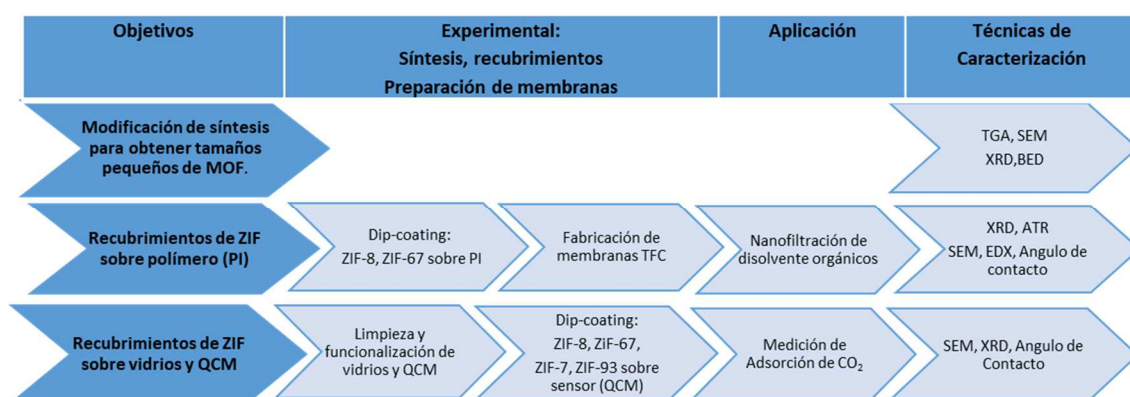 Objetivos
Experimental:
Síntesis, recubrimientos
Preparación de membranas
Aplicación
Técnicas de
Caracterización
Modificación de síntesis
para obtener tamaños
pequeños de MOF.
TGA, SEM
XRD,BED
Recubrimientos de ZIF
sobre polímero (PI)
Dip-coating:
ZIF-8, ZIF-67 sobre PI
Fabricación de
membranas TFC
Nanofiltración de
disolvente orgánicos
XRD, ATR
SEM, EDX, Angulo de
contacto
Recubrimientos de ZIF
sobre vidrios y QCM
Limpieza y
funcionalización de
vidrios y QCM
Dip-coating:
ZIF-8, ZiF-67,
ZIF-7, ZIF-93 sobre
sensor (QCM)
Medición de
Adsorción de CO₂
SEM, XRD, Angulo de
Contacto